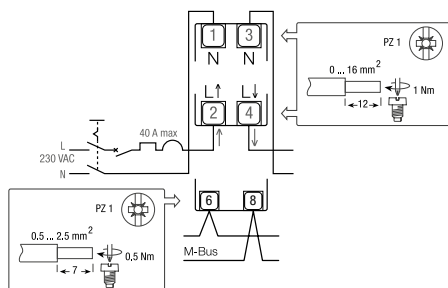 1 3
N N
PZ 1
0 ... 16 mm²
1 Nm
12
L↑ L↓
2 4
40 A max
L
230 VAC
N
6 8
M-Bus
PZ 1
0.5 ... 2.5 mm²
0,5 Nm
7